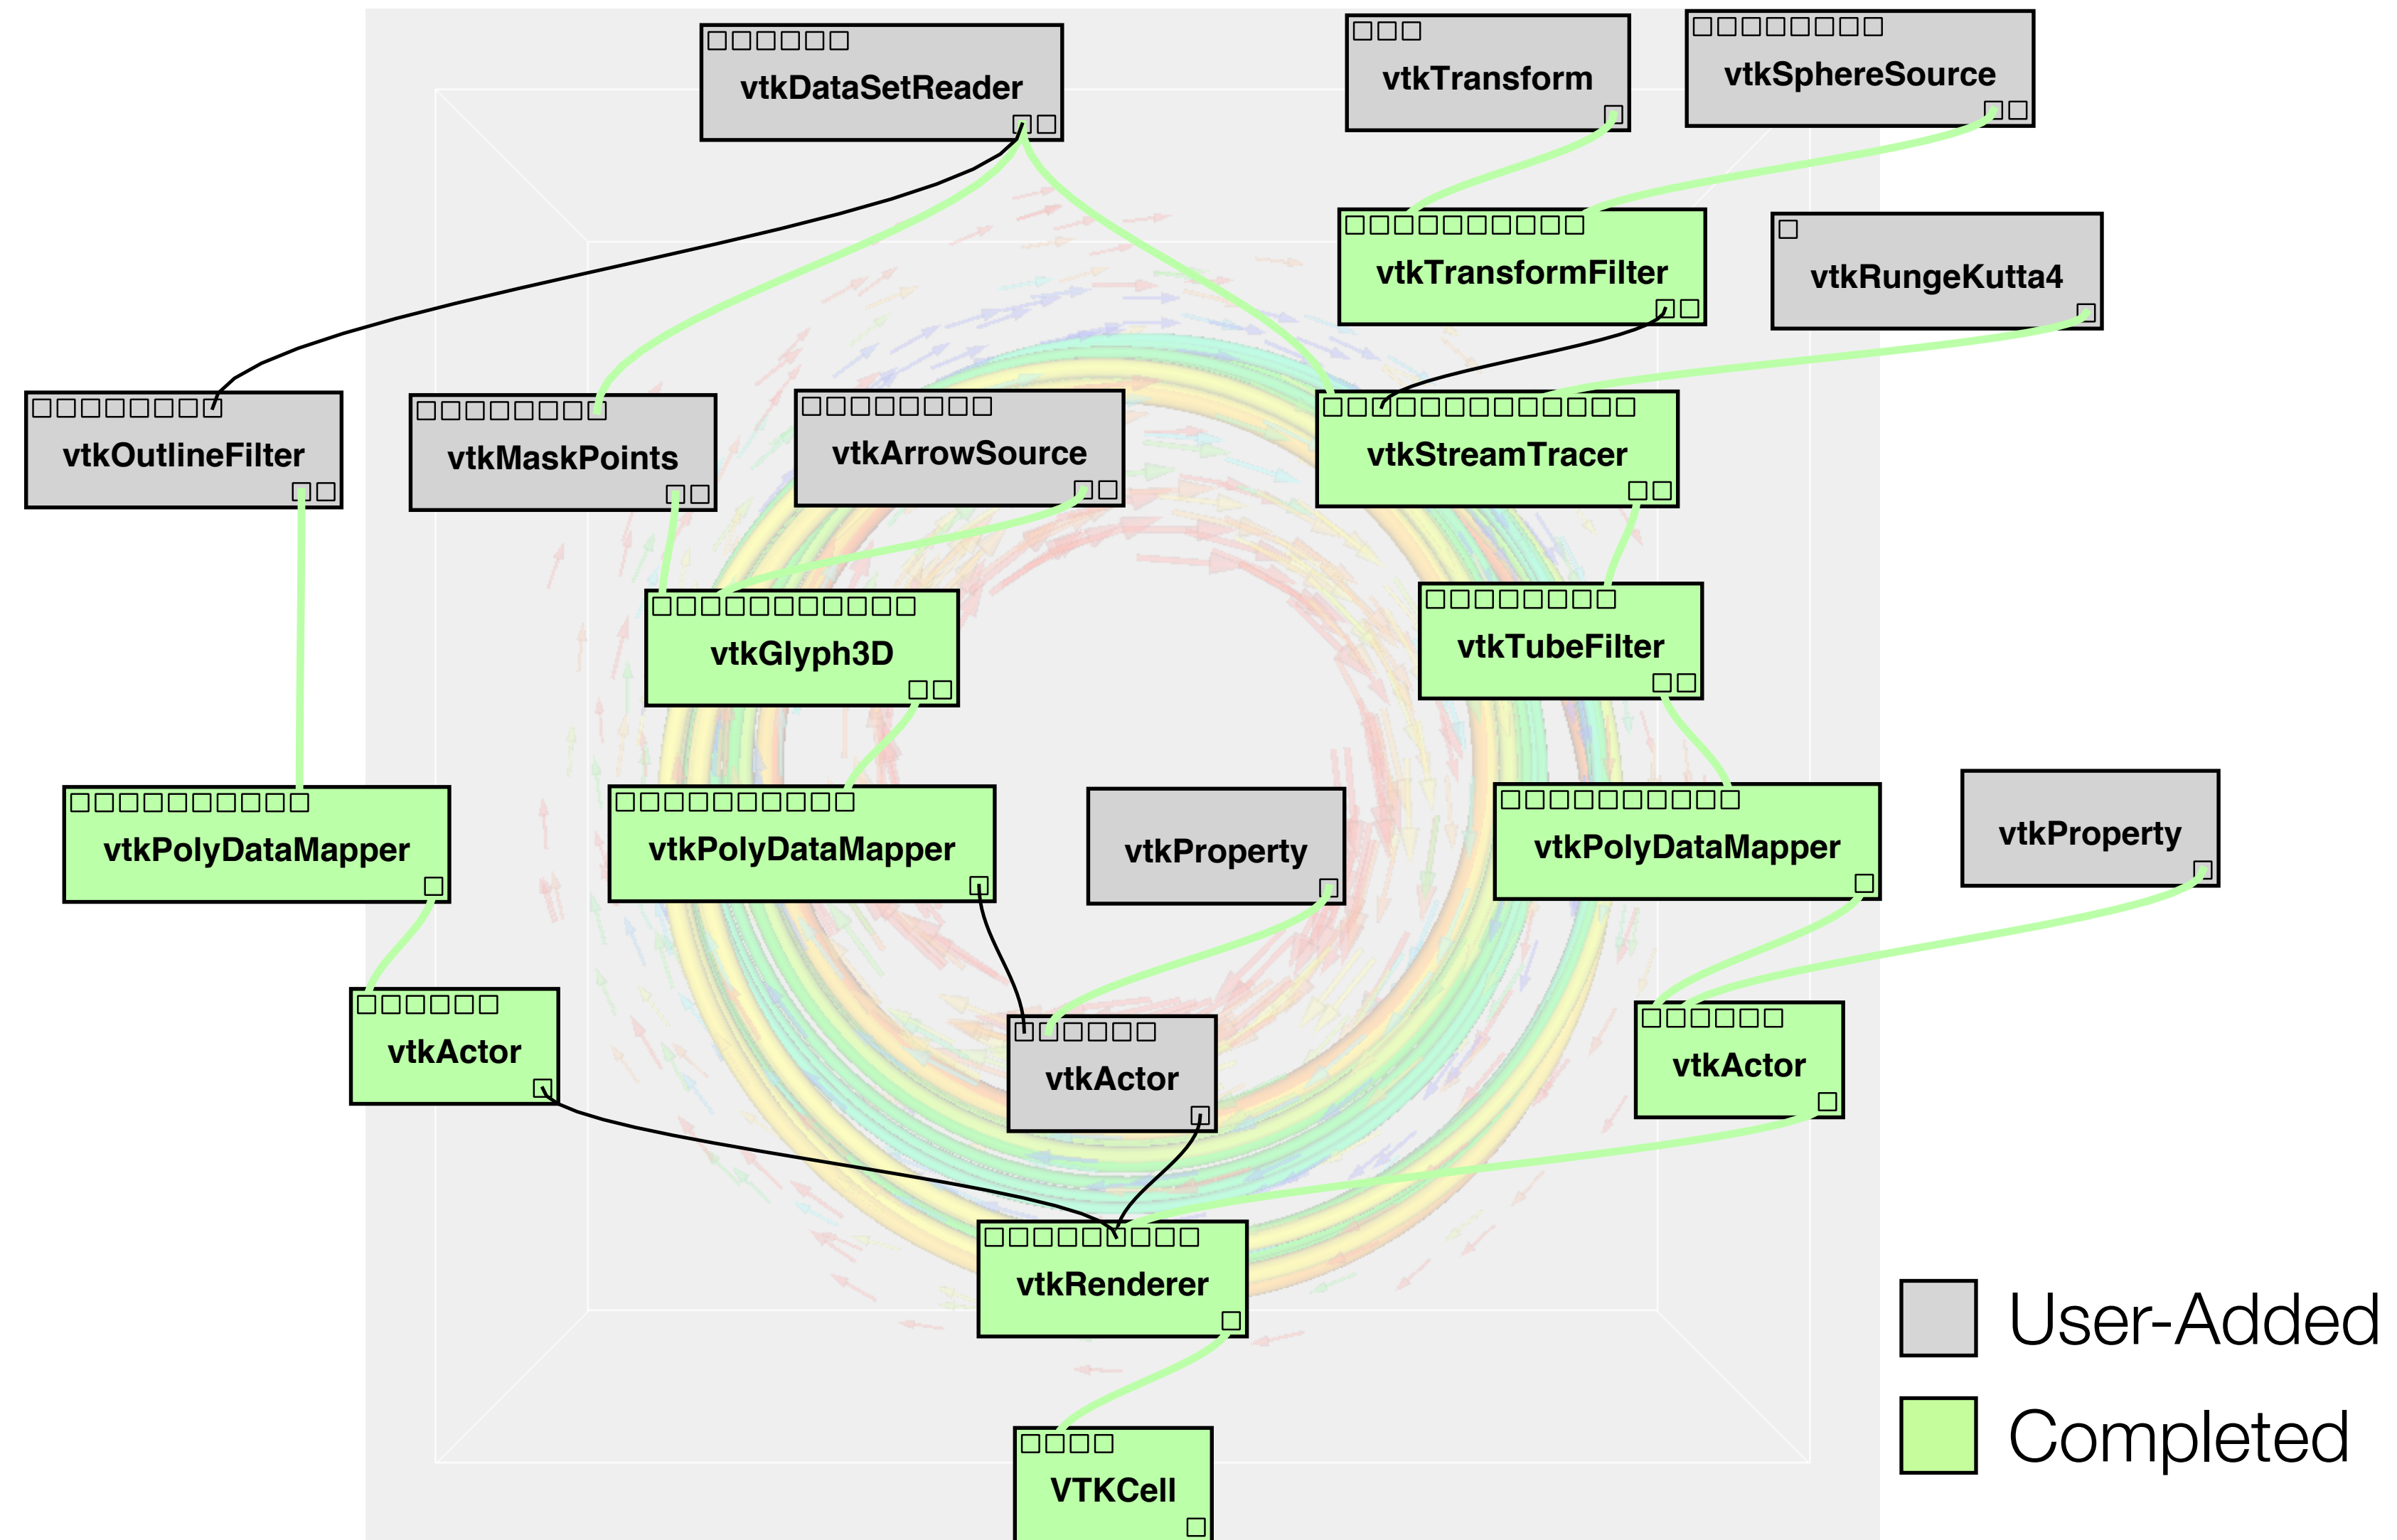 vtkDataSetReader
vtkTransform
vtkSphereSource
vtkTransformFilter
vtkRungeKutta4
vtkOutlineFilter
vtkMaskPoints
vtkArrowSource
vtkStreamTracer
vtkGlyph3D
vtkTubeFilter
vtkPolyDataMapper
vtkPolyDataMapper
vtkProperty
vtkPolyDataMapper
vtkProperty
vtkActor
vtkActor
vtkActor
vtkRenderer
VTKCell
User-Added
Completed